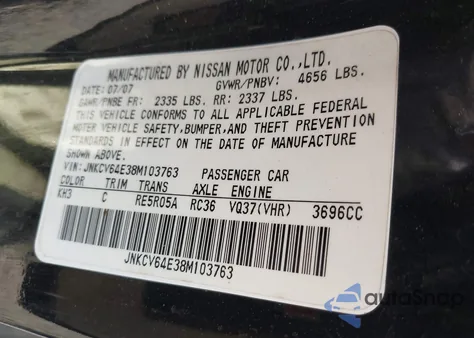 MANUFACTURED BY NISSAN MOTOR CO.,LTD.
DATE: 07/07 GVWR/PNBV: 4656 LBS.
GAWR/PNBE FR: 2335 LBS. RR: 2337 LBS.
THIS VEHICLE CONFORMS TO ALL APPLICABLE FEDERAL
MOTOR VEHICLE SAFETY,BUMPER,AND THEFT PREVENTION
STANDARDS IN EFFECT ON THE DATE OF MANUFACTURE
SHOWN ABOVE.
VIN: JNKCV64E38M103763 PASSENGER CAR
COLOR TRIM TRANS AXLE ENGINE
KH3 C RE5R05A RC36 VQ37(VHR) 3696CC
JNKCV64E38M103763
autoSnap